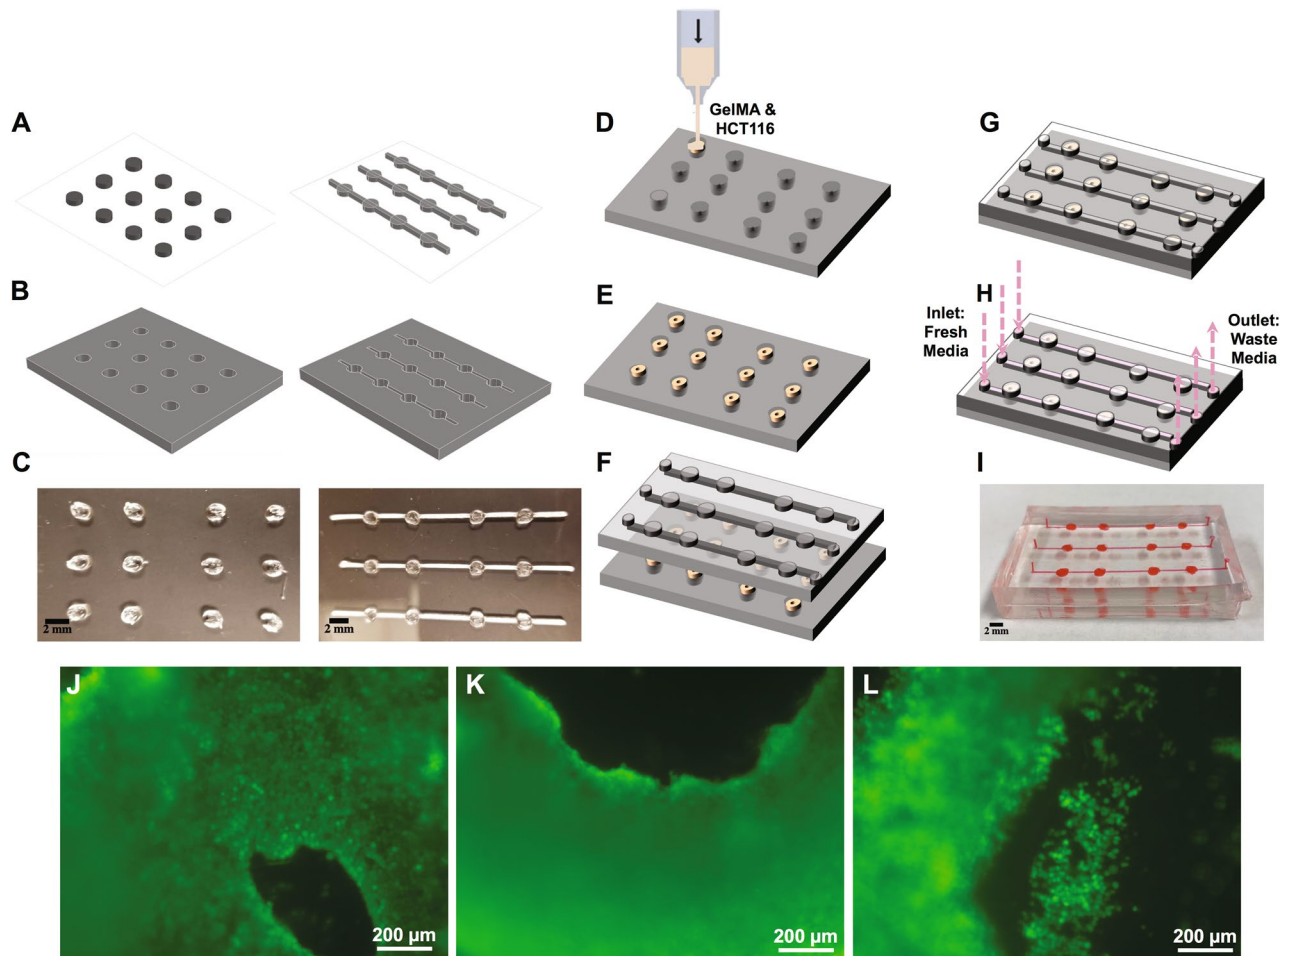 A
D
GelMA &
HCT116
G
B
E
H
Inlet:
Fresh
Media
Outlet:
Waste
Media
C
2 mm
2 mm
F
I
2 mm
J
200 µm
K
200 µm
L
200 µm